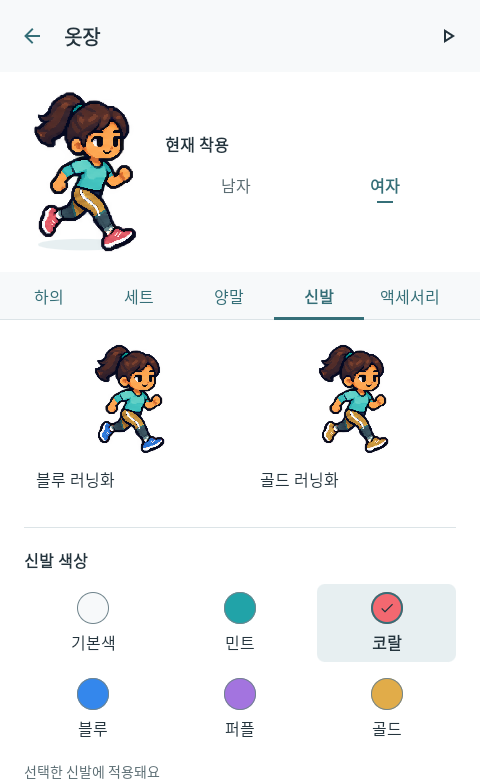 옷장
현재 착용
남자 여자
하의 세트 양말 신발 액세서리
블루 러닝화 골드 러닝화
신발 색상
기본색 민트 코랄
블루 퍼플 골드
선택한 신발에 적용돼요